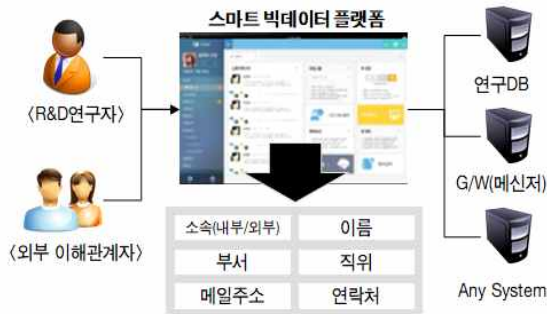 스마트 빅데이터 플랫폼
〈R&D연구자〉
〈외부 이해관계자〉
연구DB
G/W(메신저)
Any System
소속(내부/외부)
이름
부서
직위
메일주소
연락처